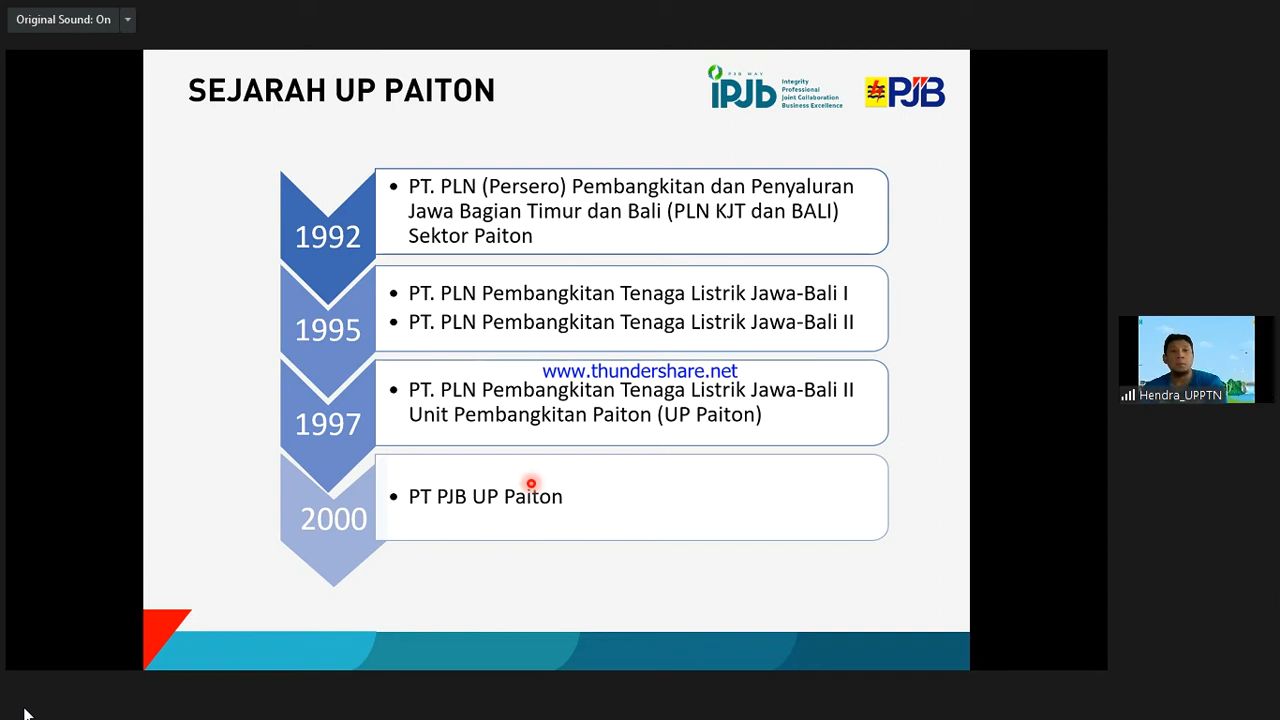 Original Sound: On
SEJARAH UP PAITON
PJB WAY
iPJb
Integrity
Professional
Joint Collaboration
Business Excellence
PJB
1992
• PT. PLN (Persero) Pembangkitan dan Penyaluran
Jawa Bagian Timur dan Bali (PLN KJT dan BALI)
Sektor Paiton
1995
• PT. PLN Pembangkitan Tenaga Listrik Jawa-Bali I
• PT. PLN Pembangkitan Tenaga Listrik Jawa-Bali II
www.thundershare.net
1997
• PT. PLN Pembangkitan Tenaga Listrik Jawa-Bali II
Unit Pembangkitan Paiton (UP Paiton)
2000
• PT PJB UP Paiton
Hendra_UPPTN